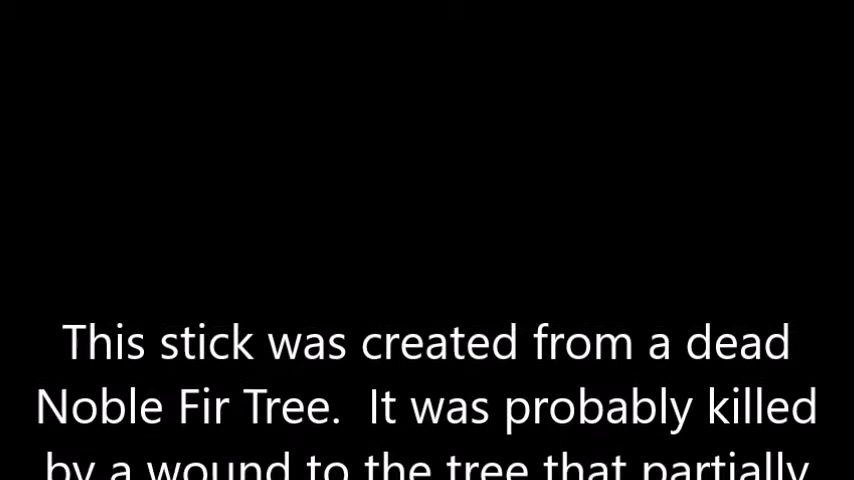 This stick was created from a dead
Noble Fir Tree.  It was probably killed
by a wound to the tree that partially